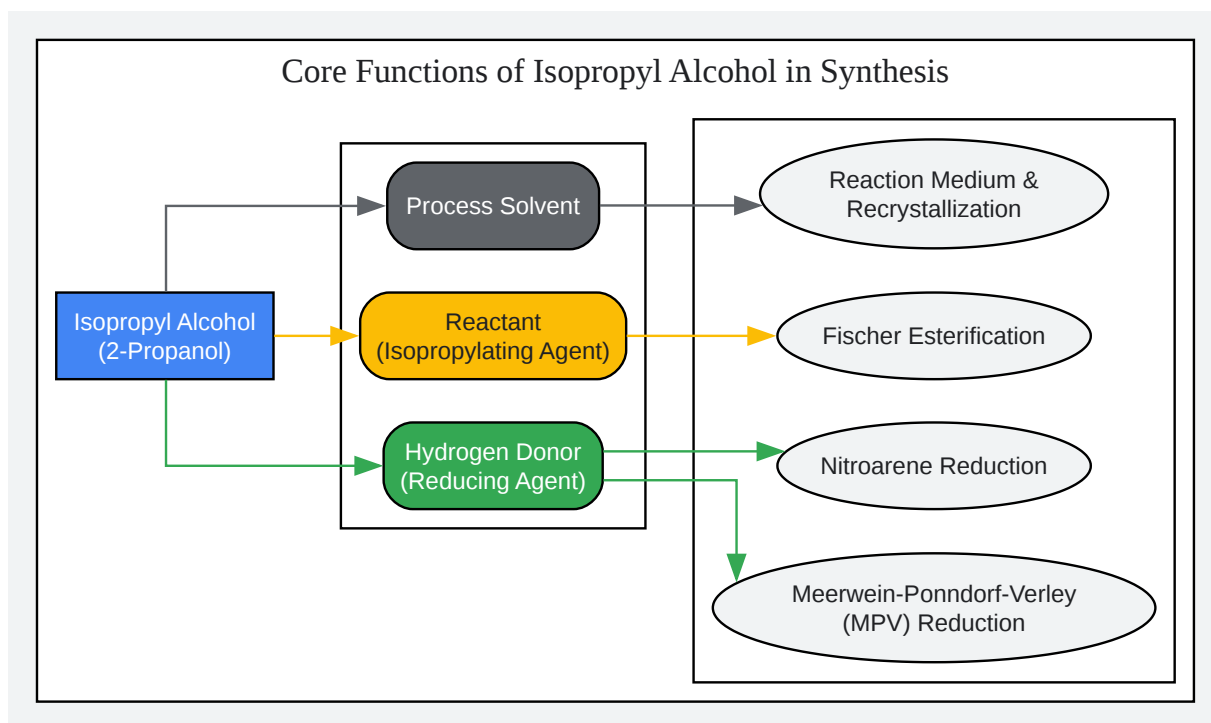 Core Functions of Isopropyl Alcohol in Synthesis
Process Solvent
Reaction Medium &
Recrystallization
Isopropyl Alcohol
(2-Propanol)
Reactant
(Isopropylating Agent)
Fischer Esterification
Hydrogen Donor
(Reducing Agent)
Nitroarene Reduction
Meerwein-Ponndorf-Verley
(MPV) Reduction